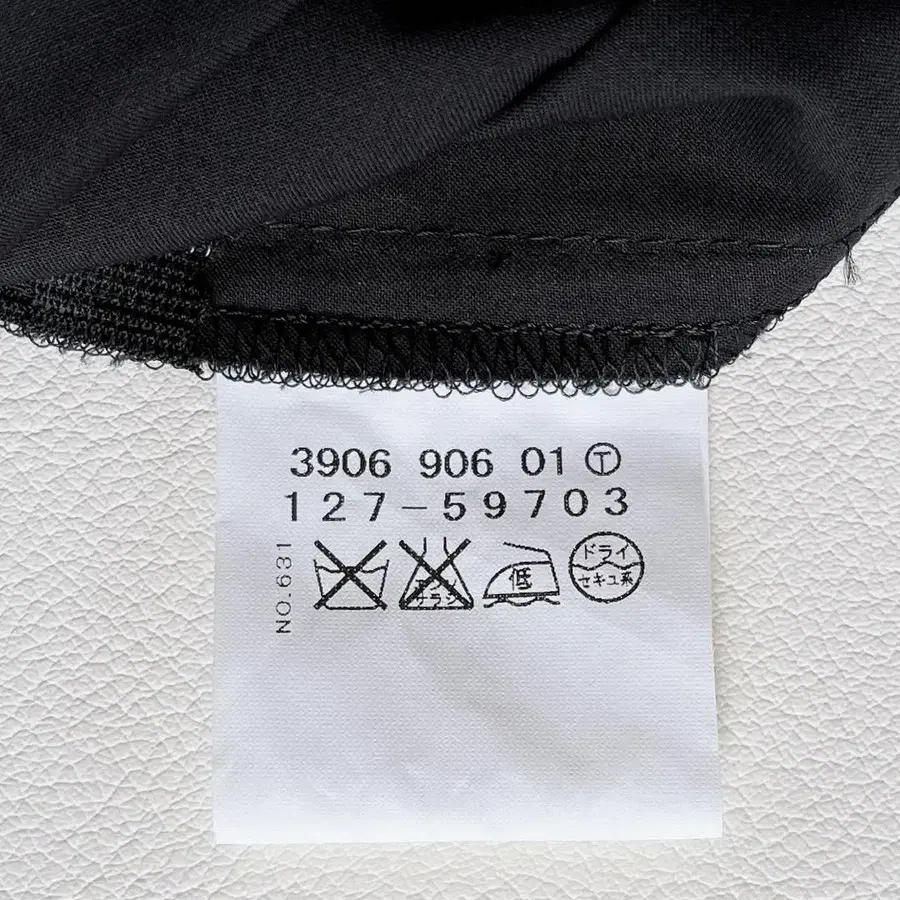 3906 906 01 Ⓣ
127-59703
NO.631
エンソ
サラシ
低
ドライ
セキユ系